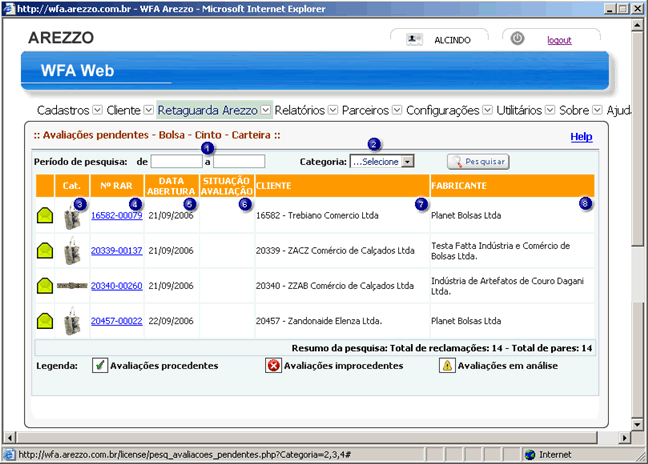 http://wfa.arezzo.com.br - WFA Arezzo - Microsoft Internet Explorer
AREZZO
ALCINDO
logout
WFA Web
Cadastros Cliente Retaguarda Arezzo Relatórios Parceiros Configurações Utilitários Sobre Ajud
:: Avaliações pendentes - Bolsa - Cinto - Carteira ::
Help
1 2
Período de pesquisa: de a Categoria: ...Selecione Pesquisar
Cat. Nº RAR DATA ABERTURA SITUAÇÃO AVALIAÇÃO CLIENTE FABRICANTE
3 4 5 6 7 8
16582-00079 21/09/2006 16582 - Trebiano Comercio Ltda Planet Bolsas Ltda
20339-00137 21/09/2006 20339 - ZACZ Comércio de Calçados Ltda Testa Fatta Indústria e Comércio de Bolsas Ltda.
20340-00260 21/09/2006 20340 - ZZAB Comércio de Calçados Ltda Indústria de Artefatos de Couro Dagani Ltda.
20457-00022 22/09/2006 20457 - Zandonaide Elenza Ltda. Planet Bolsas Ltda
Resumo da pesquisa: Total de reclamações: 14 - Total de pares: 14
Legenda: Avaliações procedentes Avaliações improcedentes Avaliações em análise
http://wfa.arezzo.com.br/license/pesq_avaliacoes_pendentes.php?Categoria=2,3,4# Internet